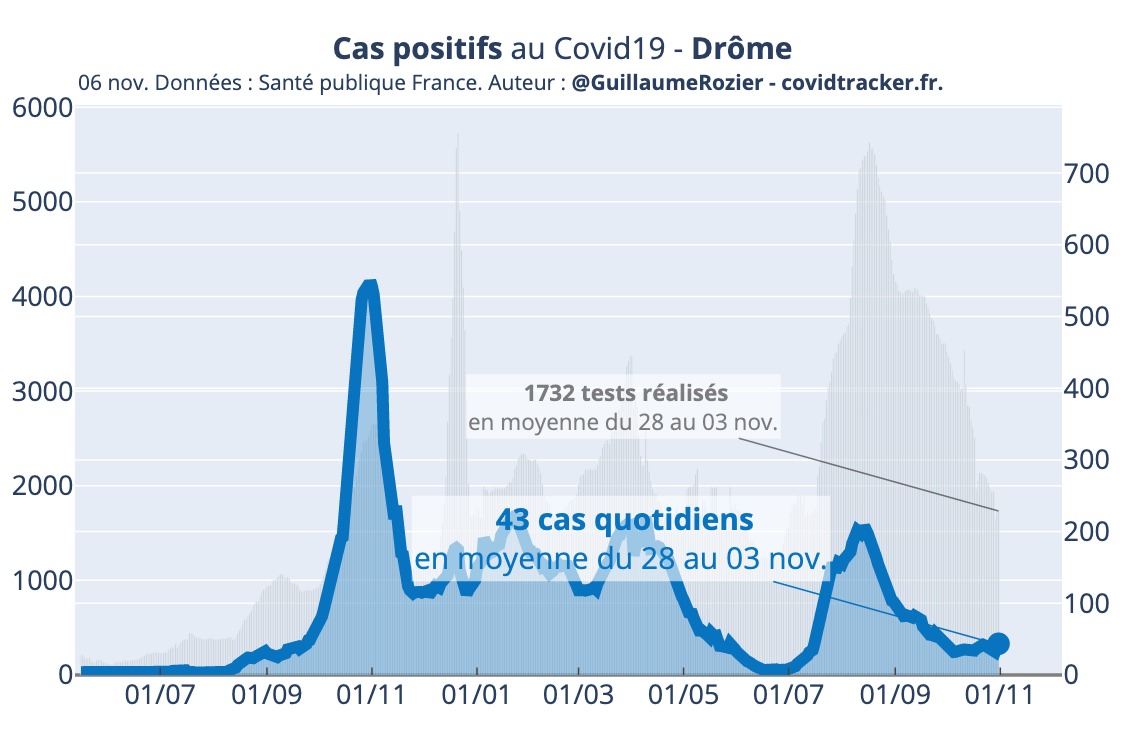 Cas positifs au Covid19 - Drôme
06 nov. Données : Santé publique France. Auteur : @GuillaumeRozier - covidtracker.fr.
6000
5000
4000
3000
2000
1000
0
700
600
500
400
300
200
100
0
1732 tests réalisés
en moyenne du 28 au 03 nov.
43 cas quotidiens
en moyenne du 28 au 03 nov.
01/07 01/09 01/11 01/01 01/03 01/05 01/07 01/09 01/11